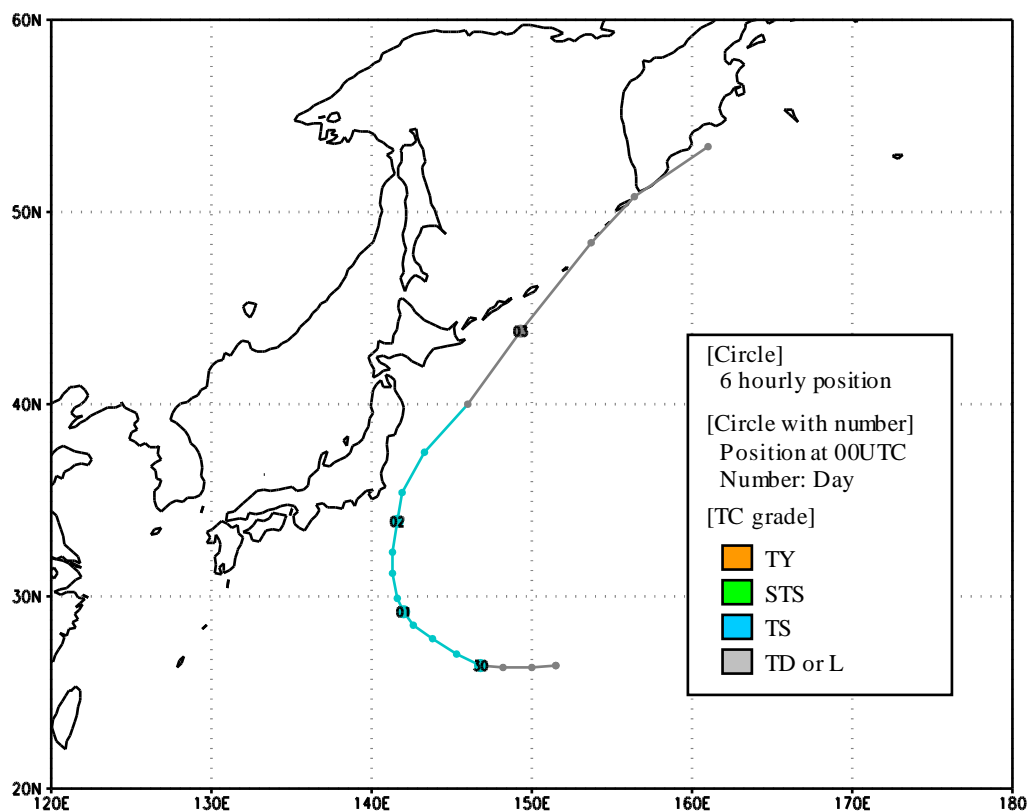 60N
50N
40N
30N
20N
120E 130E 140E 150E 160E 170E 180
03
02
01
30
[Circle]
6 hourly position
[Circle with number]
Position at 00UTC
Number: Day
[TC grade]
TY
STS
TS
TD or L